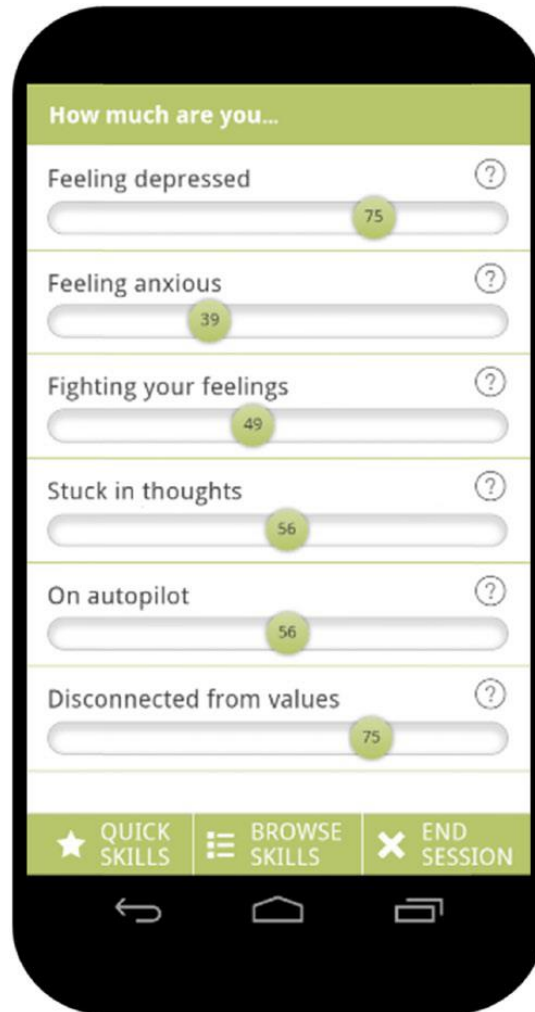 How much are you...
Feeling depressed
?
75
Feeling anxious
?
39
Fighting your feelings
?
49
Stuck in thoughts
?
56
On autopilot
?
56
Disconnected from values
?
75
QUICK
SKILLS
BROWSE
SKILLS
END
SESSION